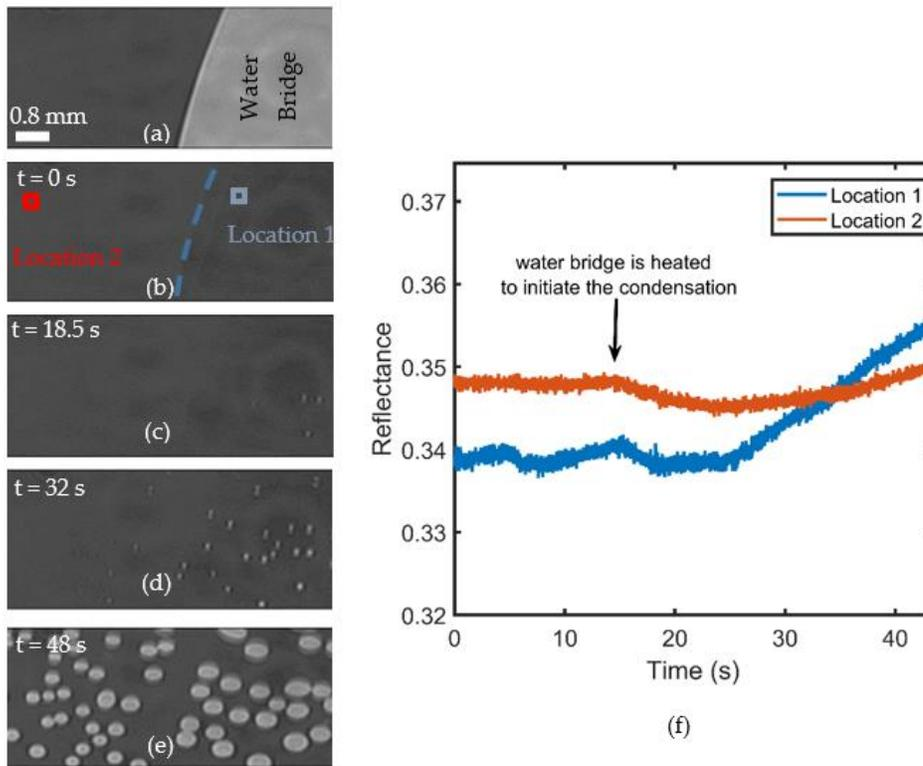 Water
Bridge
0.8 mm
(a)
t = 0 s
Location 1
Location 2
(b)
t = 18.5 s
(c)
t = 32 s
(d)
t = 48 s
(e)
0.37
0.36
0.35
0.34
0.33
0.32
Reflectance
Location 1
Location 2
water bridge is heated
to initiate the condensation
0 10 20 30 40
Time (s)
(f)